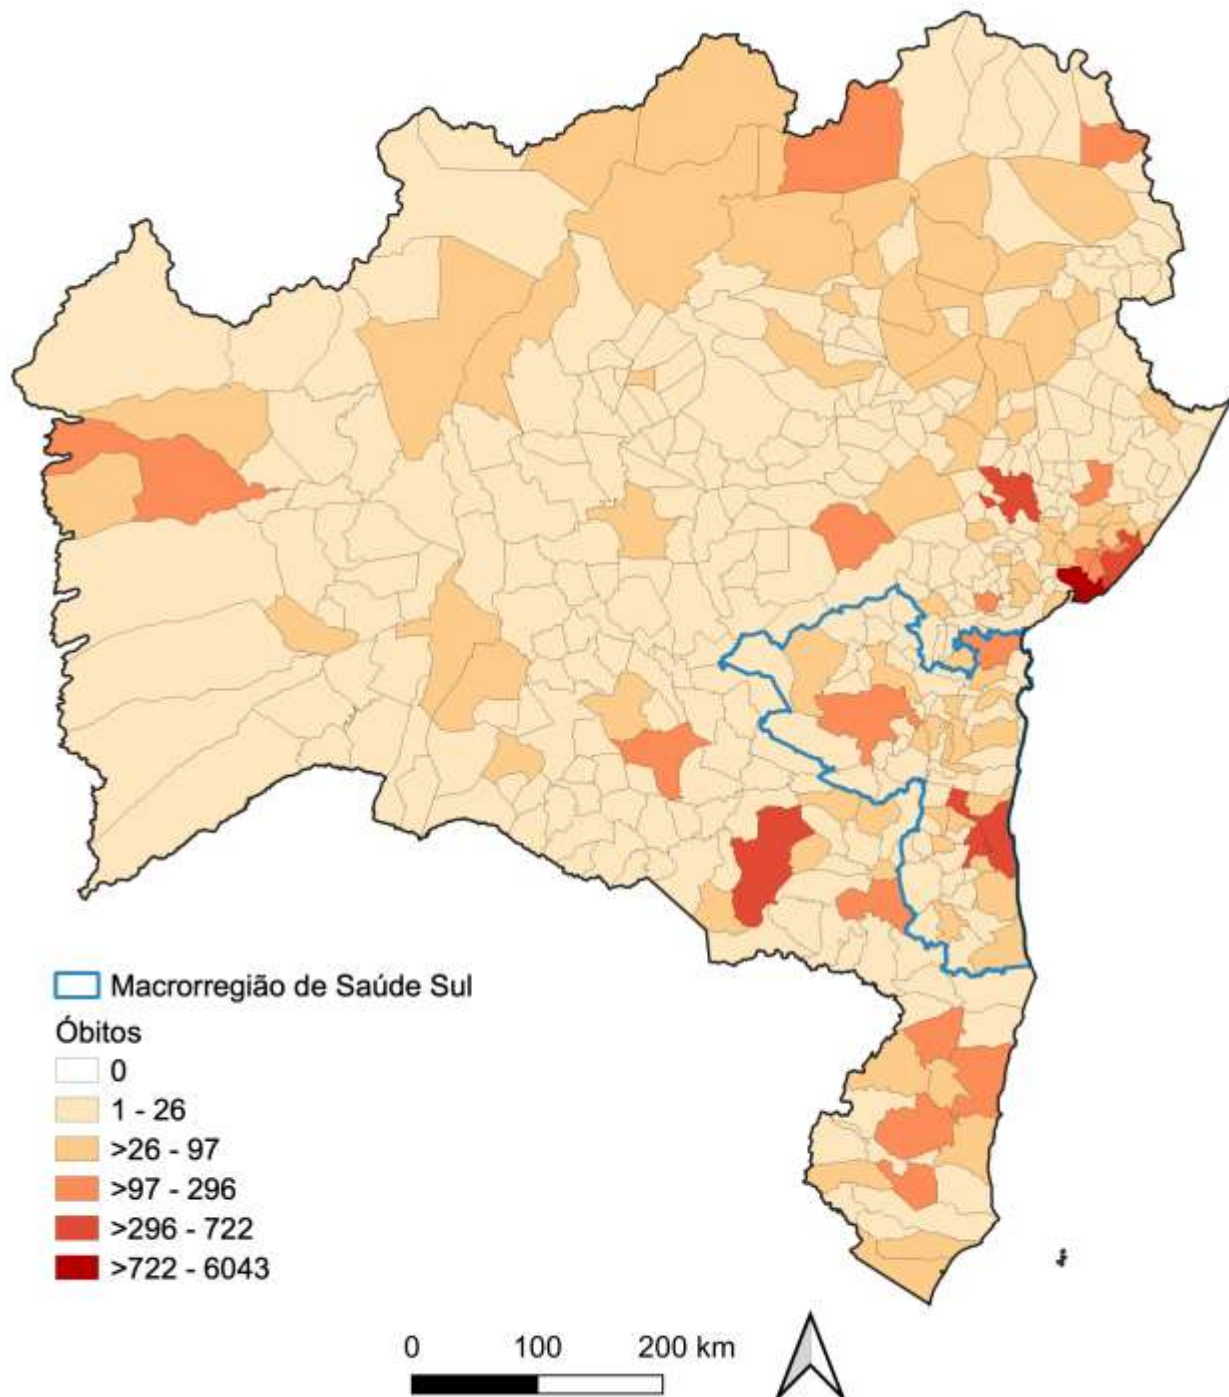 Macrorregião de Saúde Sul
Óbitos
0
1 - 26
>26 - 97
>97 - 296
>296 - 722
>722 - 6043
0 100 200 km